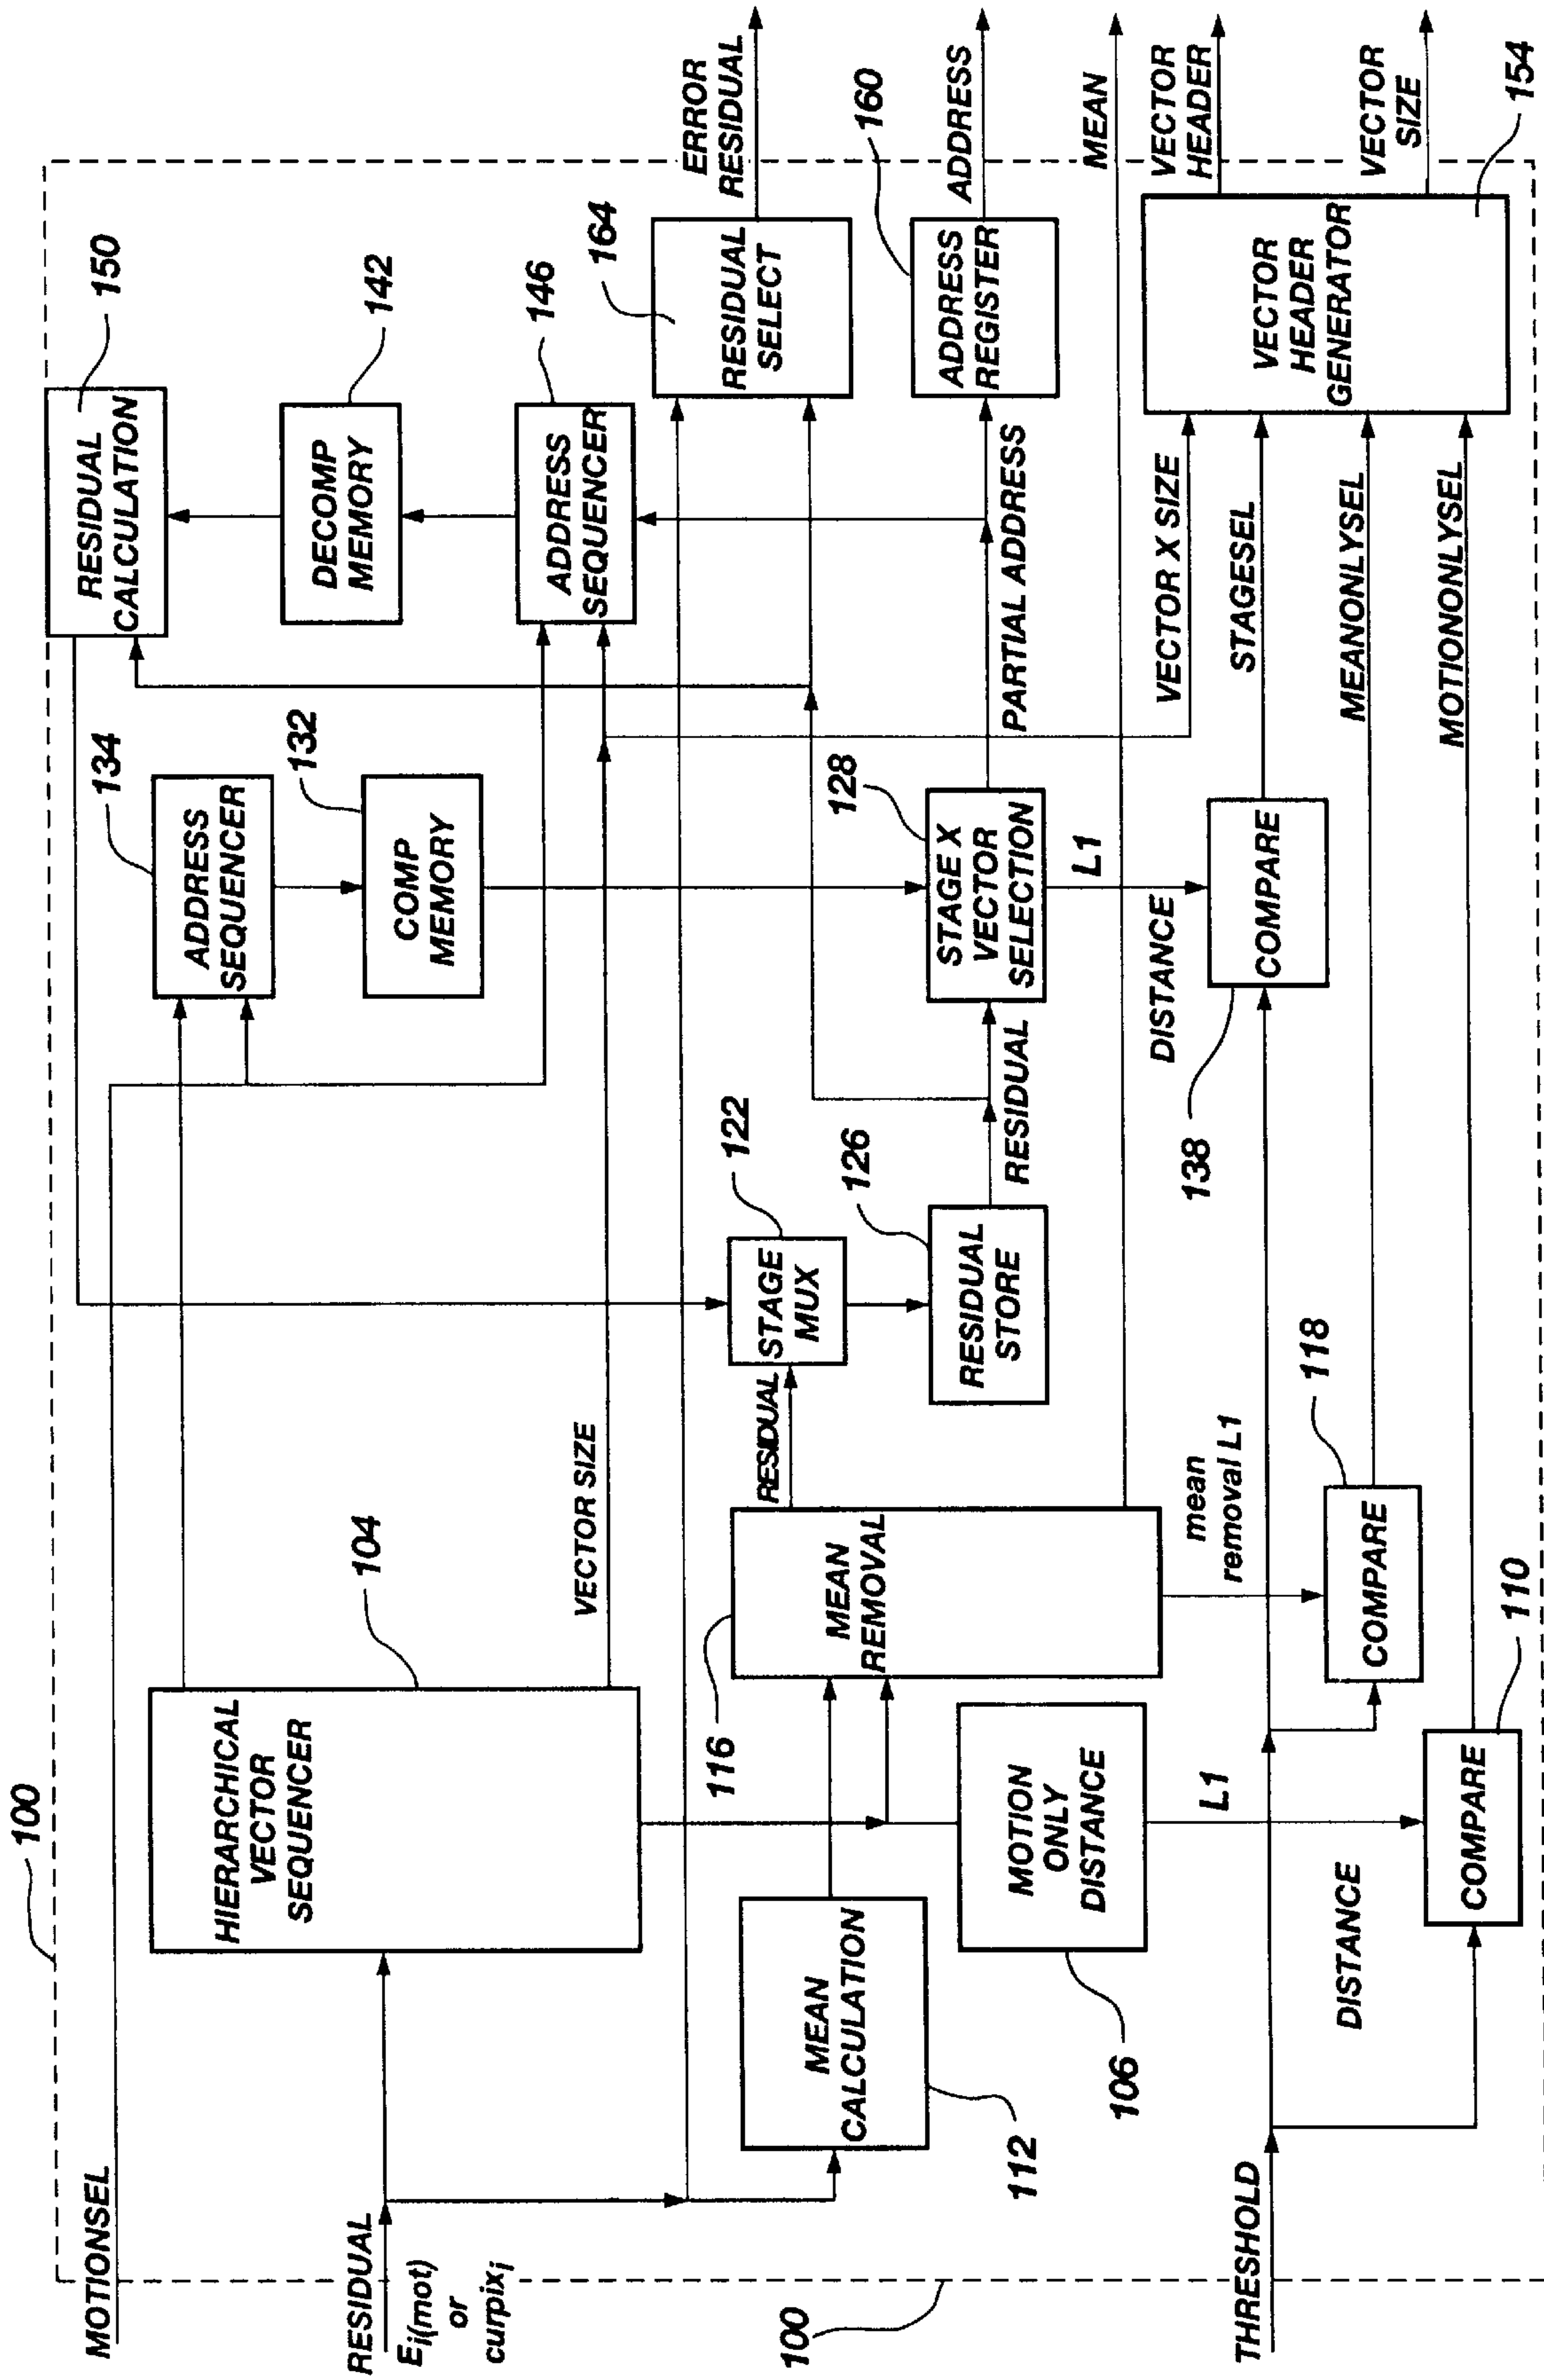 100
MOTIONSEL
RESIDUAL
Ei(mot)
or
curpixi
100
THRESHOLD
HIERARCHICAL
VECTOR
SEQUENCER
104
VECTOR SIZE
MEAN
CALCULATION
112
116
MEAN
REMOVAL
MOTION
ONLY
DISTANCE
106
L1
DISTANCE
COMPARE
110
mean
removal L1
COMPARE
118
RESIDUAL
STAGE
MUX
122
RESIDUAL
STORE
126
RESIDUAL
134
ADDRESS
SEQUENCER
132
COMP
MEMORY
128
STAGE X
VECTOR
SELECTION
L1
DISTANCE
138
COMPARE
PARTIAL ADDRESS
VECTOR X SIZE
STAGESEL
MEANONLYSEL
MOTIONONLYSEL
RESIDUAL
CALCULATION
150
DECOMP
MEMORY
142
ADDRESS
SEQUENCER
146
RESIDUAL
SELECT
164
ADDRESS
REGISTER
160
VECTOR
HEADER
GENERATOR
154
ERROR
RESIDUAL
ADDRESS
MEAN
VECTOR
HEADER
VECTOR
SIZE